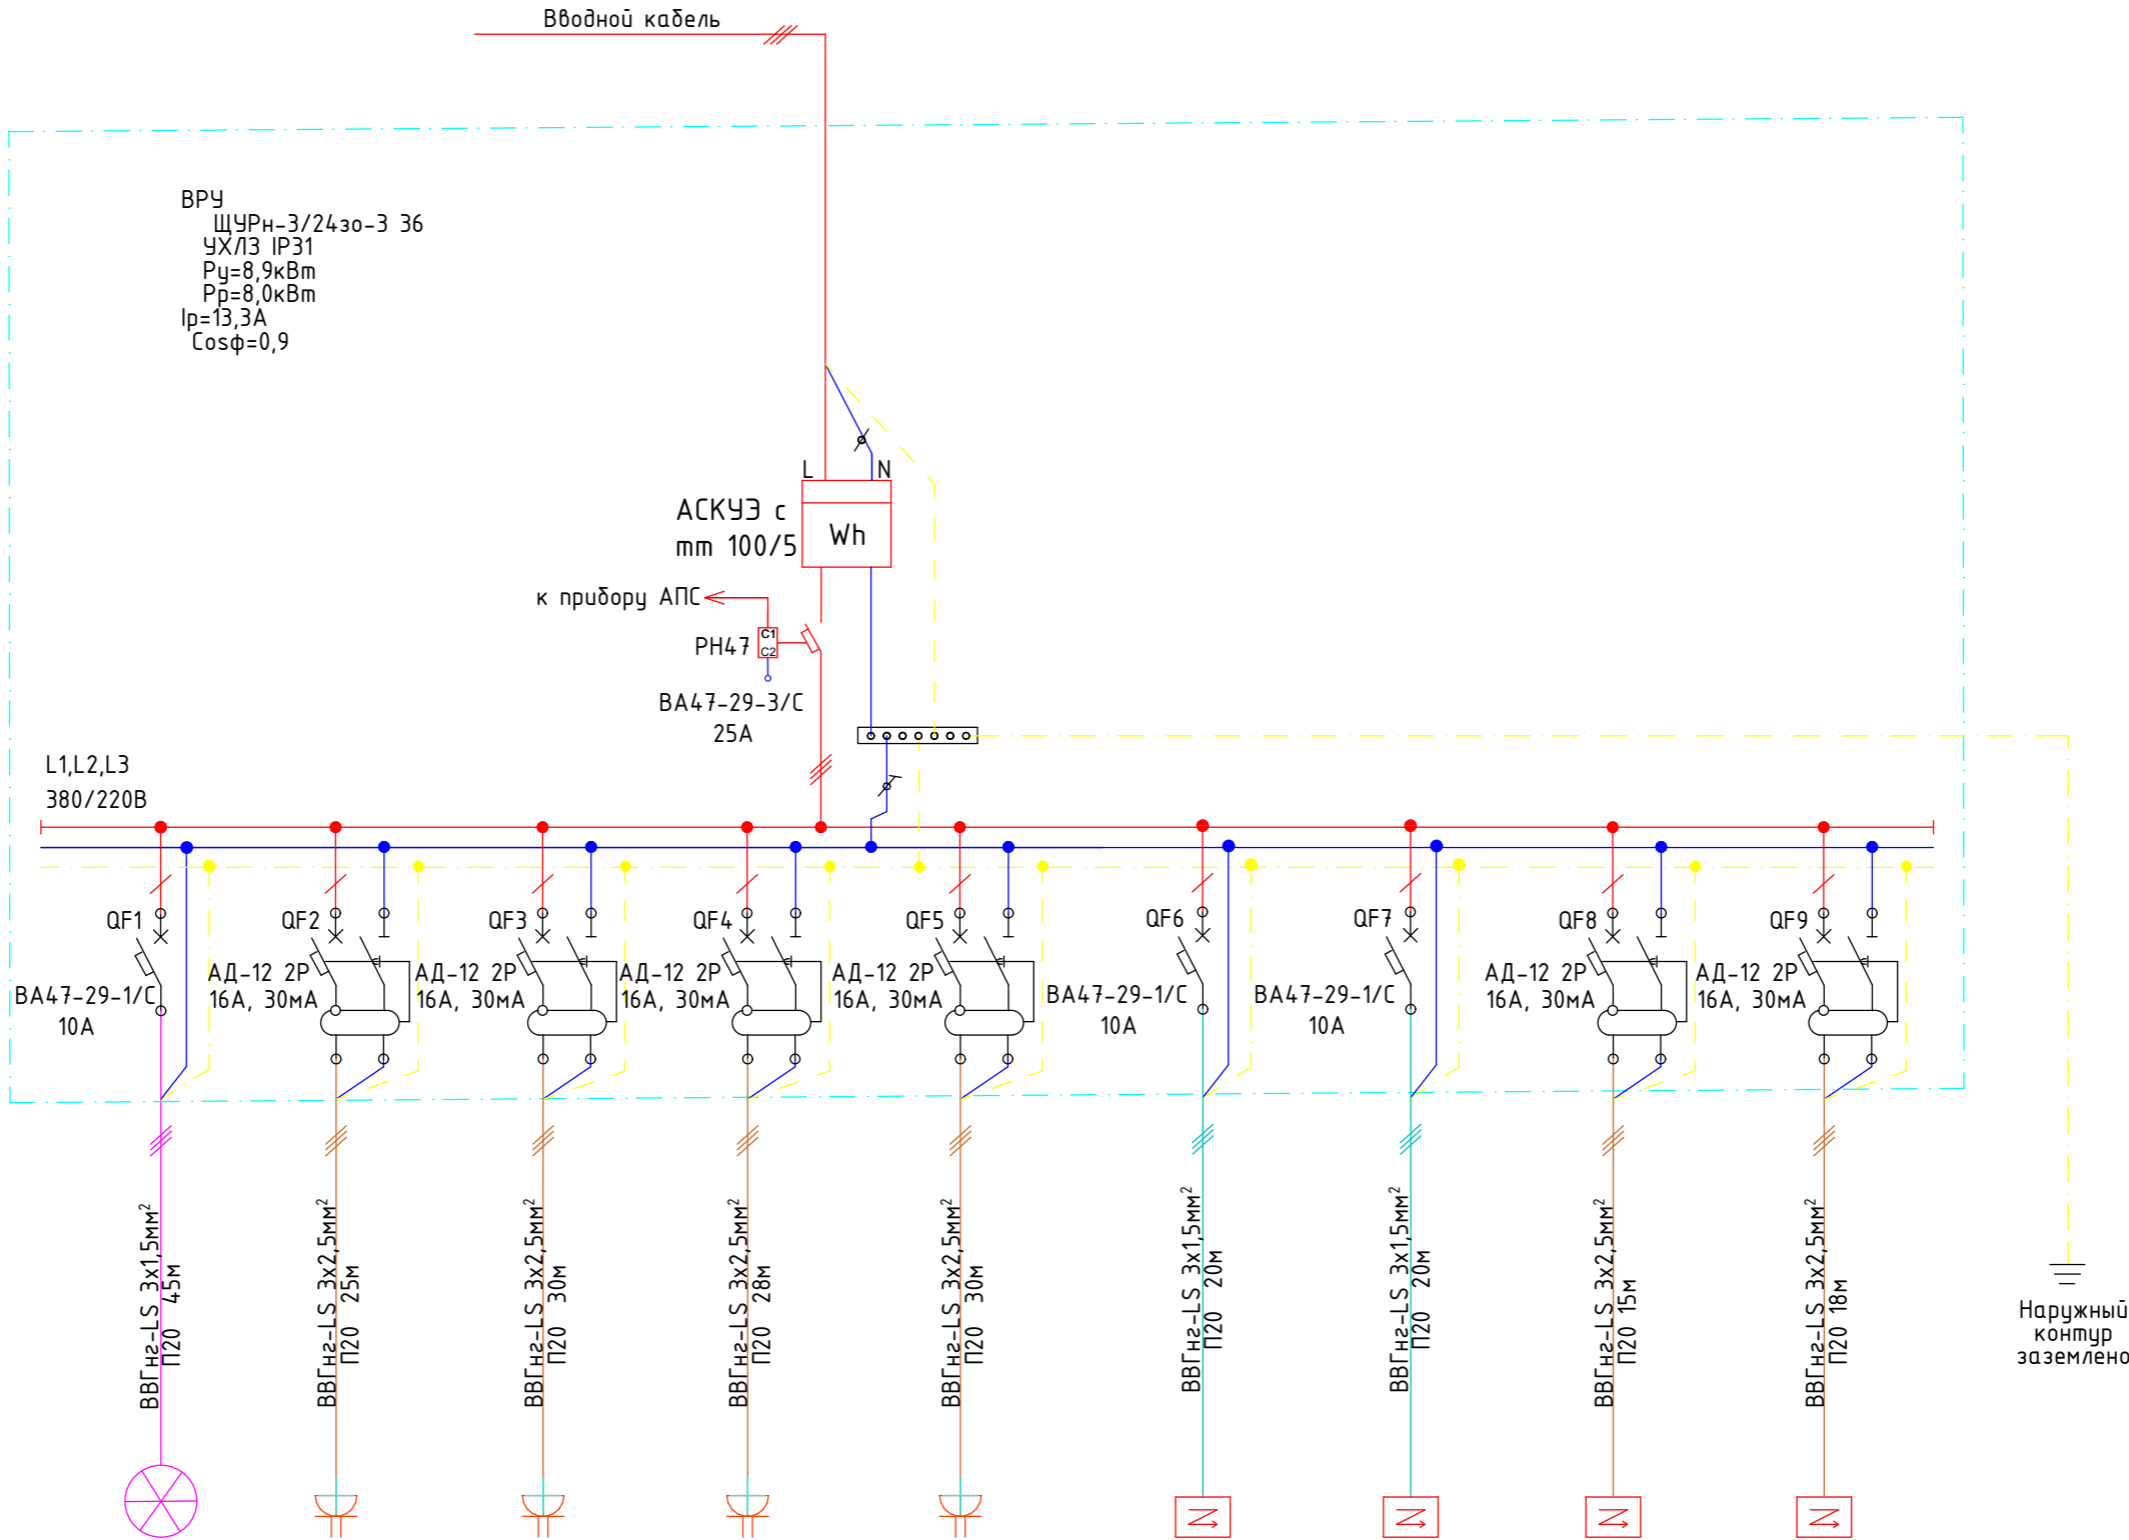 Вводной кабель
ВРУ
ЩУРн-3/24зо-3 36
УХЛ3 IP31
Ру=8,9кВт
Рр=8,0кВт
Iр=13,3А
Cosф=0,9
L
N
АСКУЭ с
тт 100/5
Wh
к прибору АПС
РН47
C1
C2
ВА47-29-3/С
25А
L1,L2,L3
380/220В
QF1
ВА47-29-1/С
10А
QF2
АД-12 2Р
16А, 30мА
QF3
АД-12 2Р
16А, 30мА
QF4
АД-12 2Р
16А, 30мА
QF5
АД-12 2Р
16А, 30мА
QF6
ВА47-29-1/С
10А
QF7
ВА47-29-1/С
10А
QF8
АД-12 2Р
16А, 30мА
QF9
АД-12 2Р
16А, 30мА
ВВГнг-LS 3х1,5мм²
П20 45м
ВВГнг-LS 3х2,5мм²
П20 25м
ВВГнг-LS 3х2,5мм²
П20 30м
ВВГнг-LS 3х2,5мм²
П20 28м
ВВГнг-LS 3х2,5мм²
П20 30м
ВВГнг-LS 3х1,5мм²
П20 20м
ВВГнг-LS 3х1,5мм²
П20 20м
ВВГнг-LS 3х2,5мм²
П20 15м
ВВГнг-LS 3х2,5мм²
П20 18м
Наружный
контур
заземлено